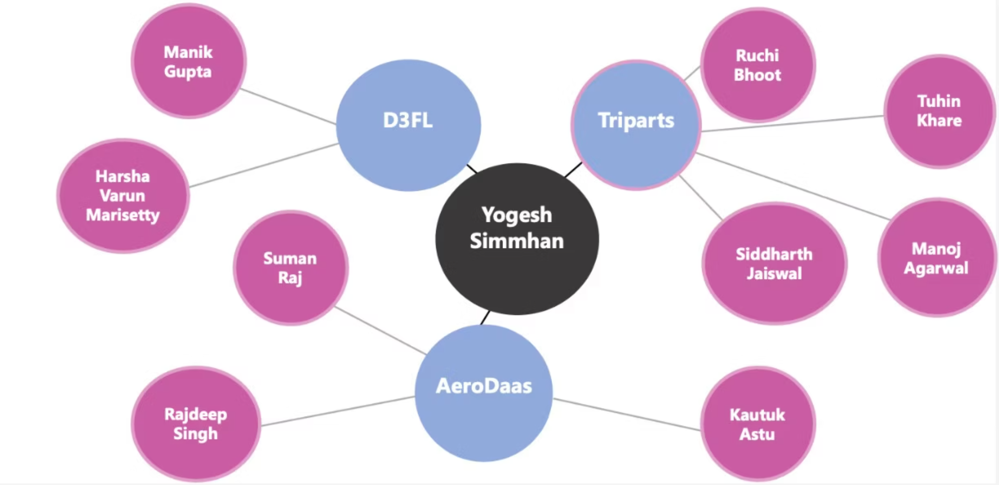 Manik
Gupta
D3FL
Triparts
Ruchi
Bhoot
Tuhin
Khare
Harsha
Varun
Marisetty
Yogesh
Simmhan
Suman
Raj
Siddharth
Jaiswal
Manoj
Agarwal
AeroDaas
Rajdeep
Singh
Kautuk
Astu